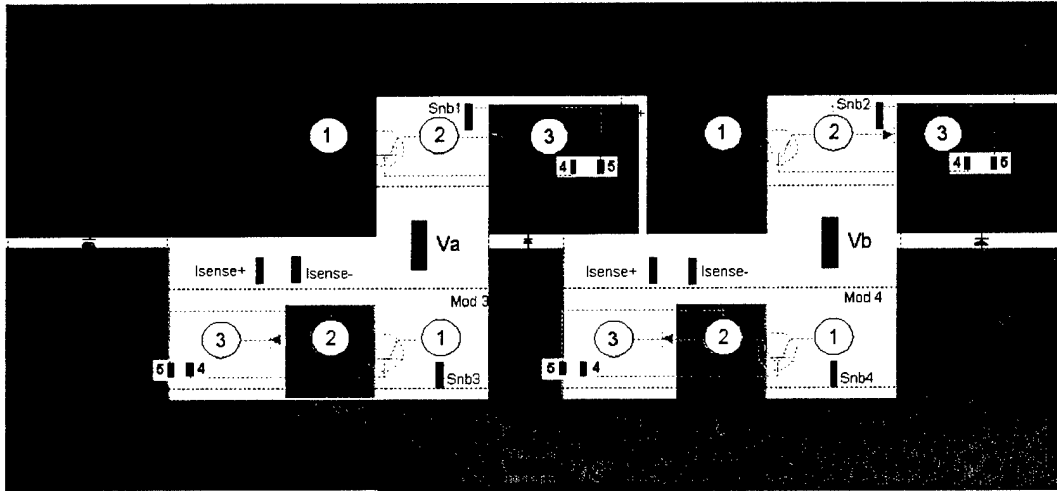 Snb1
Snb2
1
2
3
1
2
3
4 5
4 5
Va
Vb
Isense+
Isense-
Isense+
Isense-
Mod 3
Mod 4
3
2
1
3
2
1
5 4
5 4
Snb3
Snb4